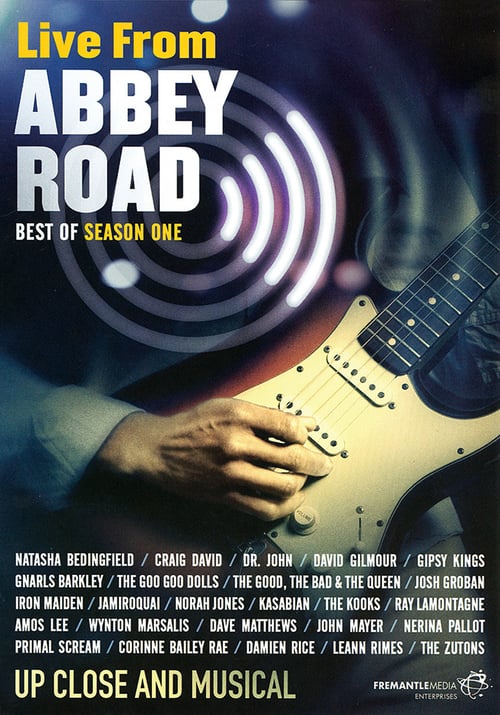 Live From
ABBEY
ROAD
BEST OF SEASON ONE
VOLUME
NATASHA BEDINGFIELD / CRAIG DAVID / DR. JOHN / DAVID GILMOUR / GIPSY KINGS
GNARLS BARKLEY / THE GOO GOO DOLLS / THE GOOD, THE BAD & THE QUEEN / JOSH GROBAN
IRON MAIDEN / JAMIROQUAI / NORAH JONES / KASABIAN / THE KOOKS / RAY LAMONTAGNE
AMOS LEE / WYNTON MARSALIS / DAVE MATTHEWS / JOHN MAYER / NERINA PALLOT
PRIMAL SCREAM / CORINNE BAILEY RAE / DAMIEN RICE / LEANN RIMES / THE ZUTONS
UP CLOSE AND MUSICAL
FREMANTLEMEDIA
ENTERPRISES